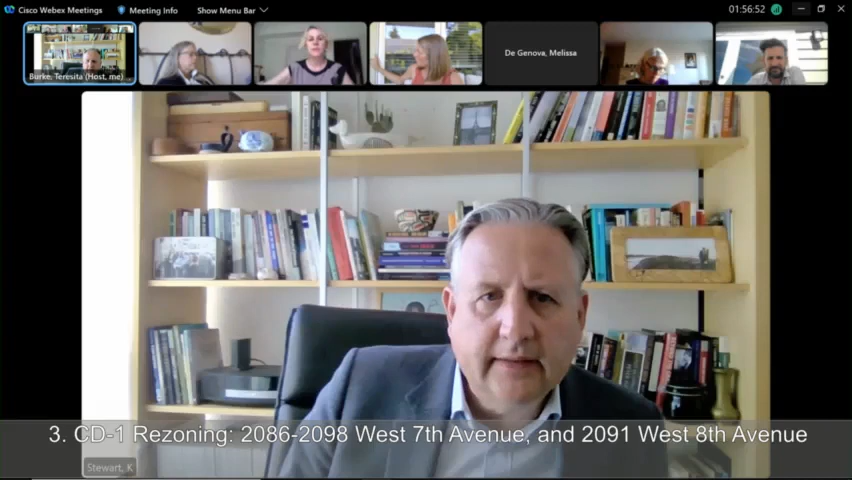 Cisco Webex Meetings
Meeting Info
Show Menu Bar
01:56:52
Burke, Teresita (Host, me)
De Genova, Melissa
3. CD-1 Rezoning: 2086-2098 West 7th Avenue, and 2091 West 8th Avenue
Stewart, K